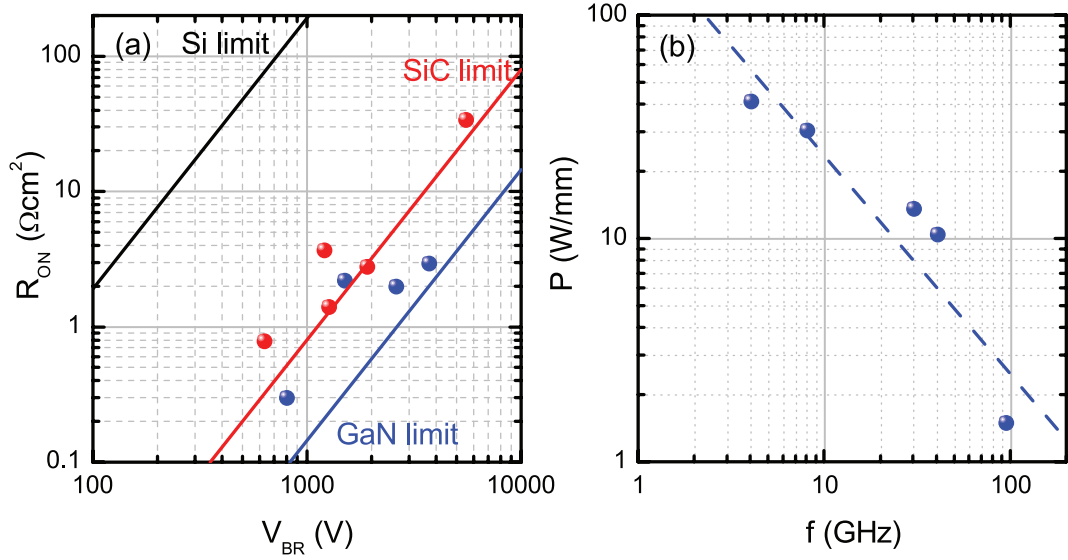 (a)
Si limit
SiC limit
GaN limit
100
10
1
0.1
R_ON (Ωcm²)
100
1000
10000
V_BR (V)
(b)
100
10
1
P (W/mm)
1
10
100
f (GHz)